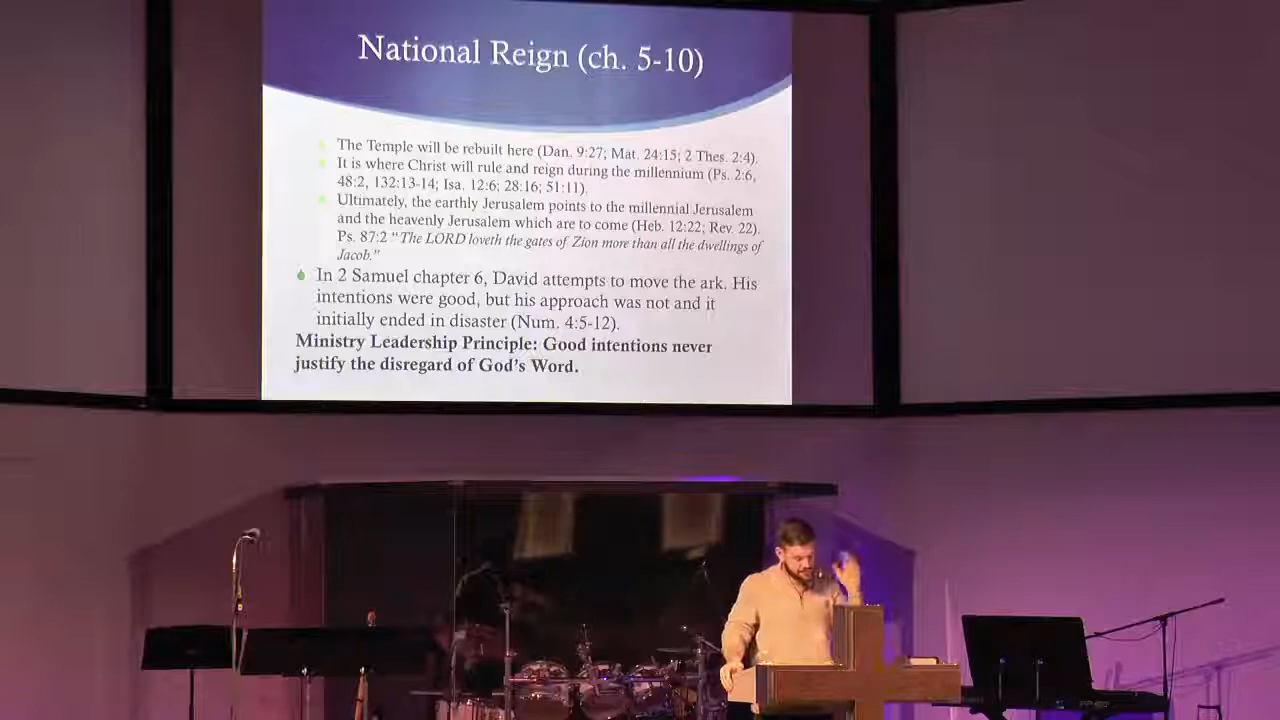 National Reign (ch. 5-10)
The Temple will be rebuilt here (Dan. 9:27; Mat. 24:15; 2 Thes. 2:4).
It is where Christ will rule and reign during the millennium (Ps. 2:6,
48:2, 132:13-14; Isa. 12:6; 28:16; 51:11).
Ultimately, the earthly Jerusalem points to the millennial Jerusalem
and the heavenly Jerusalem which are to come (Heb. 12:22; Rev. 22).
Ps. 87:2 "The LORD loveth the gates of Zion more than all the dwellings of
Jacob."
In 2 Samuel chapter 6, David attempts to move the ark. His
intentions were good, but his approach was not and it
initially ended in disaster (Num. 4:5-12).
Ministry Leadership Principle: Good intentions never
justify the disregard of God's Word.